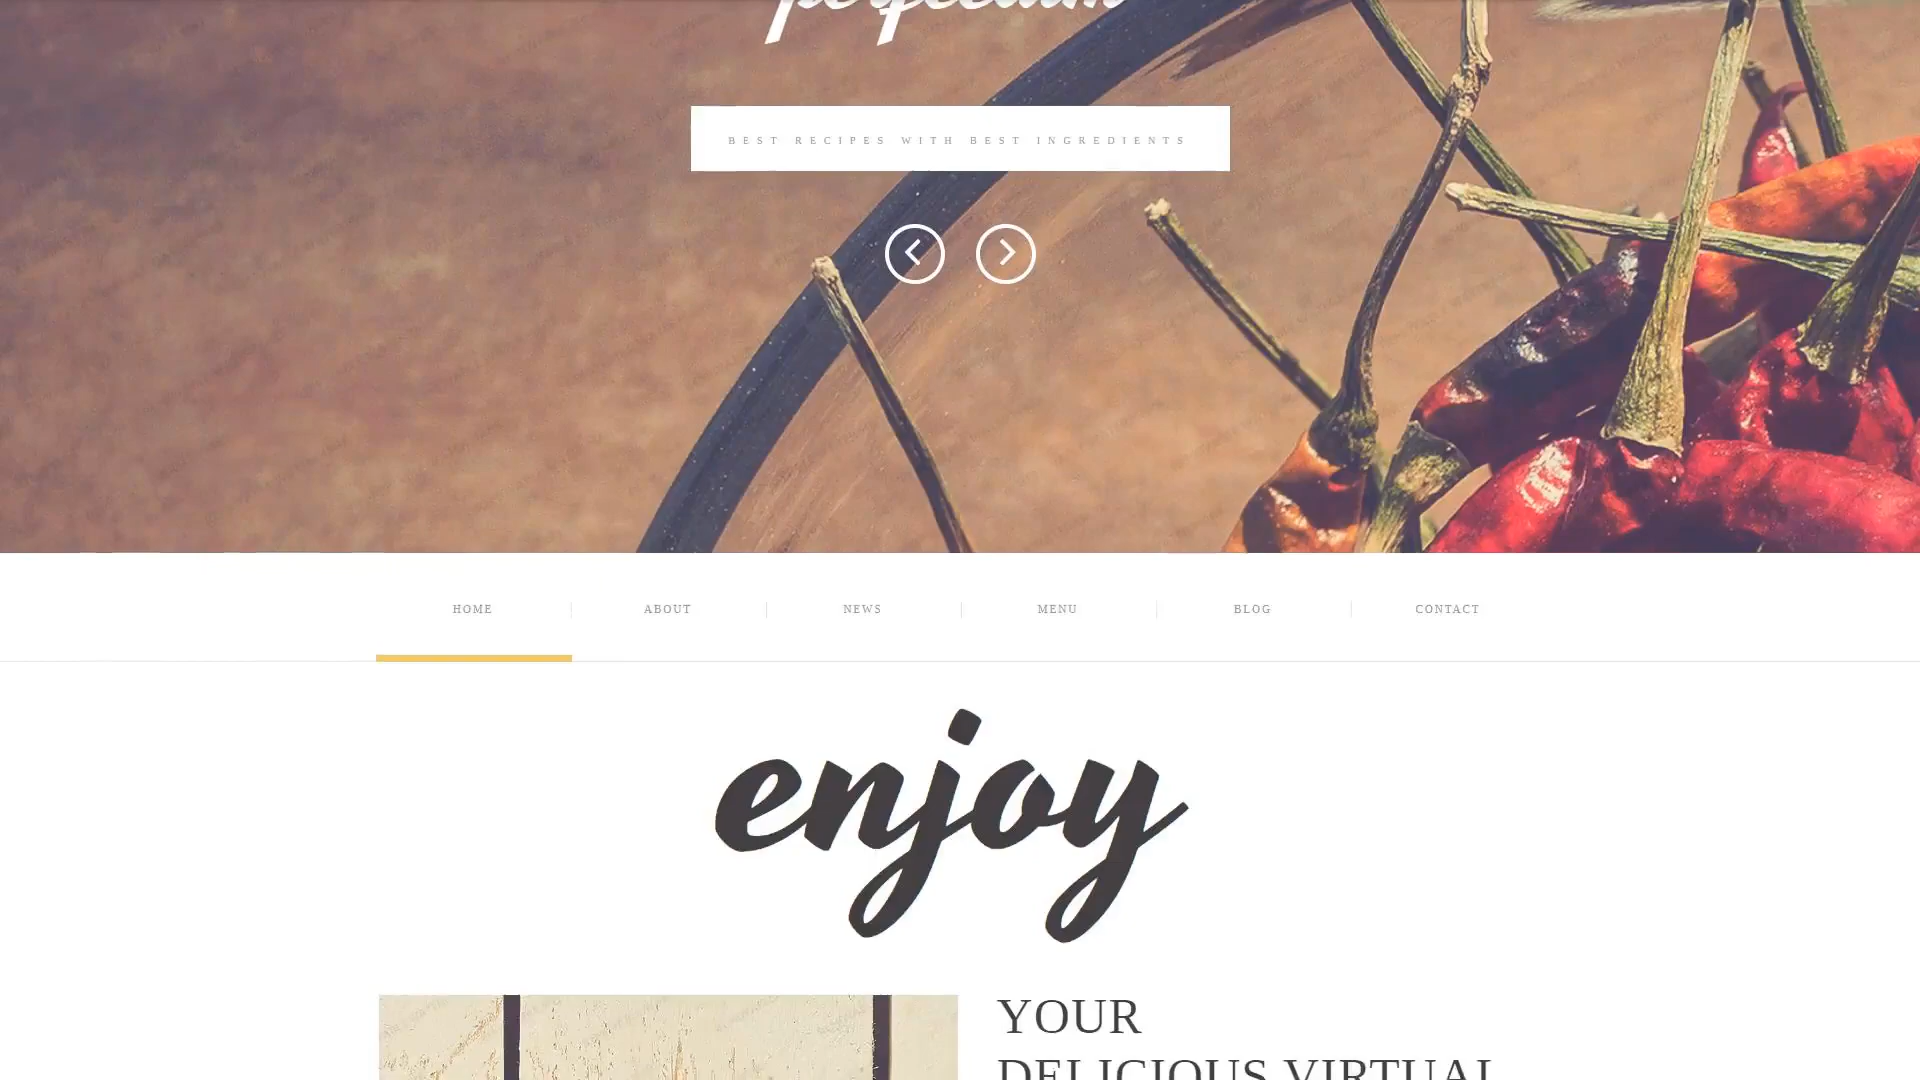 BEST RECIPES WITH BEST INGREDIENTS
HOME
ABOUT
NEWS
MENU
BLOG
CONTACT
enjoy
YOUR
DELICIOUS VIRTUAL